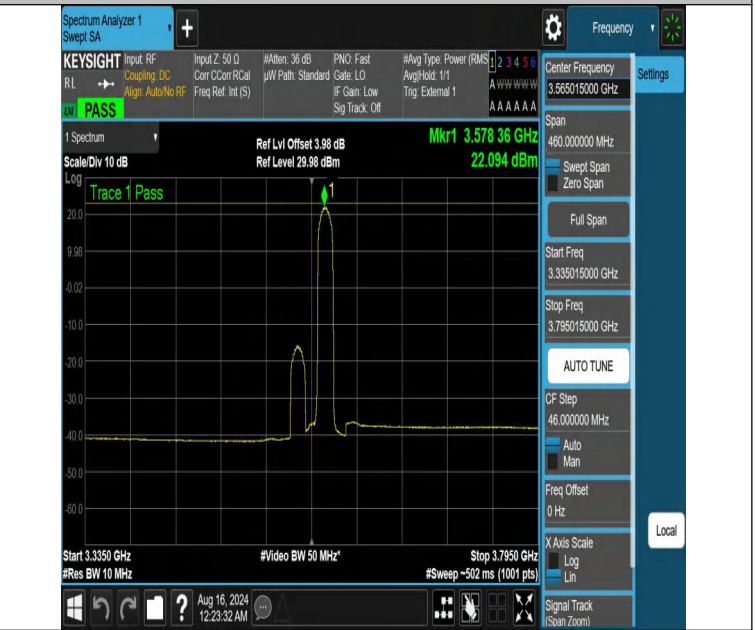 Spectrum Analyzer 1
Swept SA
+
Frequency
KEYSIGHT
RL
PASS
Input: RF
Coupling: DC
Align: Auto/No RF
Input Z: 50 Ω
Corr CCorr RCal
Freq Ref: Int (S)
#Atten: 36 dB
µW Path: Standard
PNO: Fast
Gate: LO
IF Gain: Low
Sig Track: Off
#Avg Type: Power (RMS
Avg|Hold: 1/1
Trig: External 1
1 2 3 4 5 6
A W W W W W
A A A A A A
1 Spectrum
Scale/Div 10 dB
Ref Lvl Offset 3.98 dB
Ref Level 29.98 dBm
Mkr1 3.578 36 GHz
22.094 dBm
Log
Trace 1 Pass
1
20.0
9.98
-0.02
-10.0
-20.0
-30.0
-40.0
-50.0
-60.0
Start 3.3350 GHz
#Res BW 10 MHz
#Video BW 50 MHz*
Stop 3.7950 GHz
#Sweep ~502 ms (1001 pts)
Center Frequency
3.565015000 GHz
Settings
Span
460.000000 MHz
Swept Span
Zero Span
Full Span
Start Freq
3.335015000 GHz
Stop Freq
3.795015000 GHz
AUTO TUNE
CF Step
46.000000 MHz
Auto
Man
Freq Offset
0 Hz
X Axis Scale
Log
Lin
Local
Signal Track
(Span Zoom)
?
Aug 16, 2024
12:23:32 AM